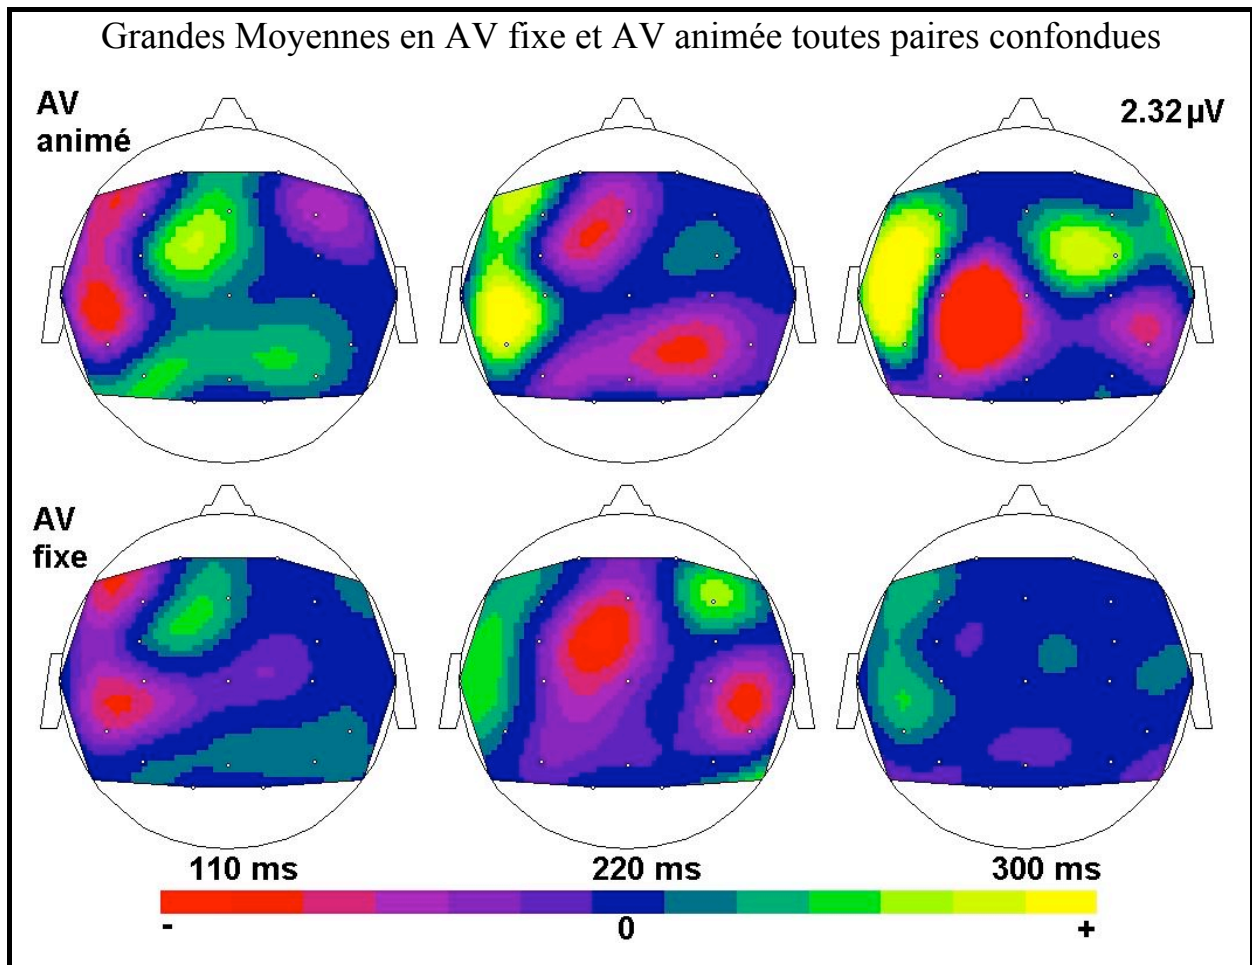 Grandes Moyennes en AV fixe et AV animée toutes paires confondues
AV
animé
2.32 µV
AV
fixe
110 ms
220 ms
300 ms
-
0
+